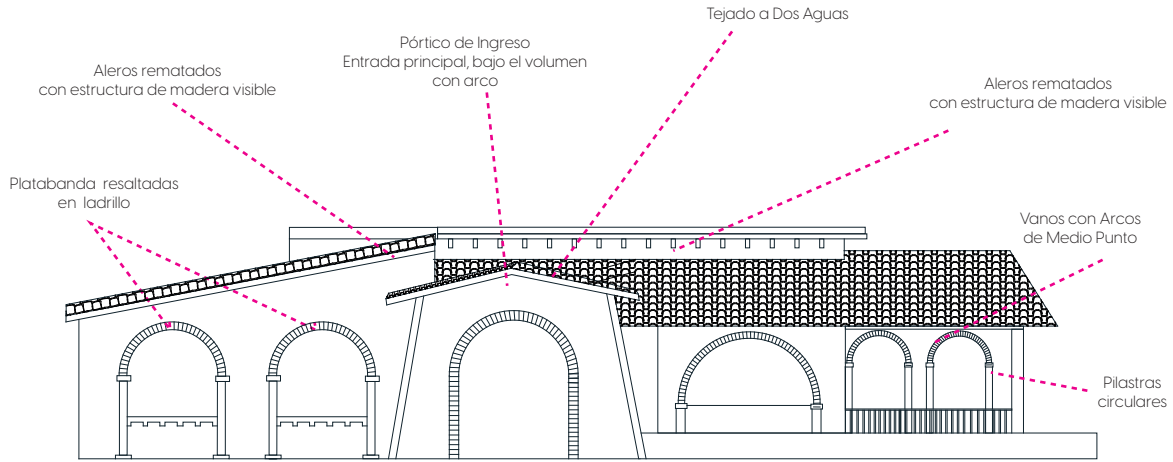 Tejado a Dos Aguas
Pórtico de Ingreso
Entrada principal, bajo el volumen
con arco
Aleros rematados
con estructura de madera visible
Aleros rematados
con estructura de madera visible
Platabanda resaltadas
en ladrillo
Vanos con Arcos
de Medio Punto
Pilastras
circulares